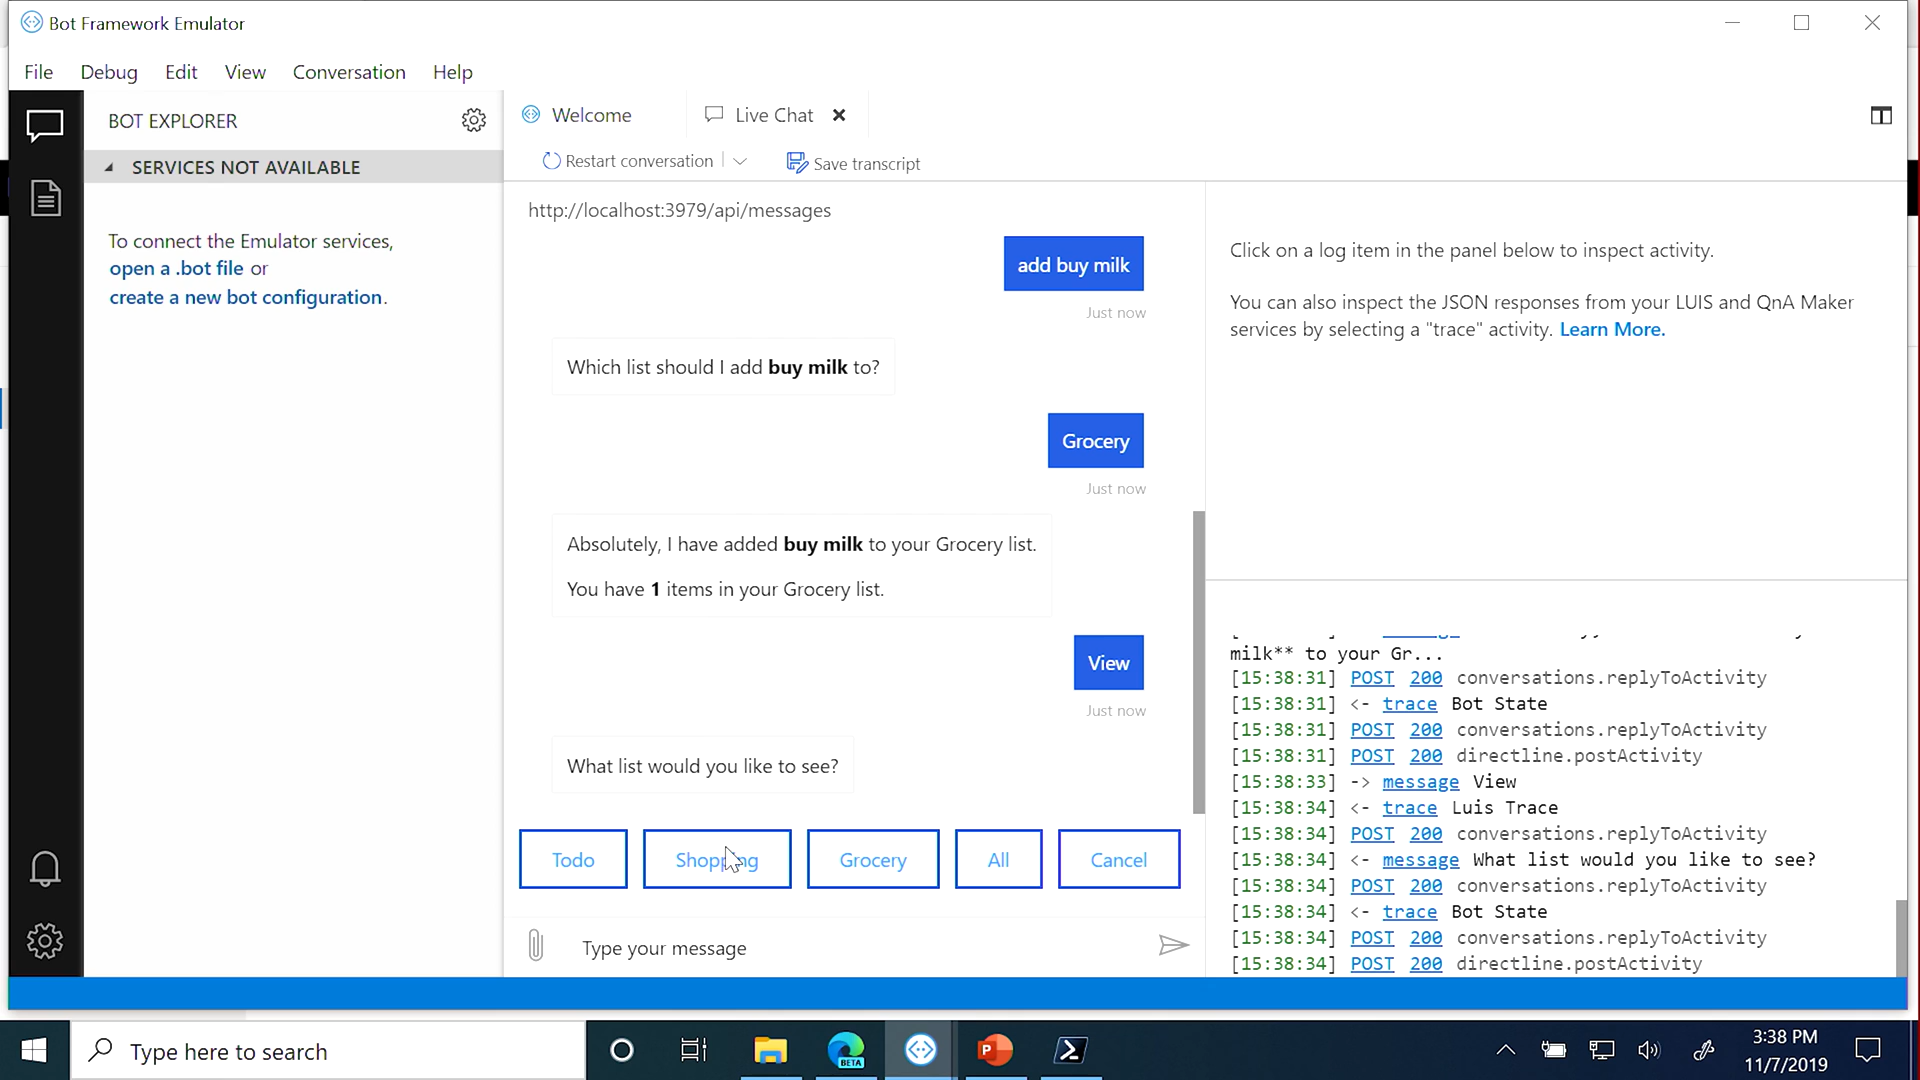 Bot Framework Emulator
File Debug Edit View Conversation Help
BOT EXPLORER
SERVICES NOT AVAILABLE
To connect the Emulator services,
open a .bot file or
create a new bot configuration.
Welcome Live Chat
Restart conversation Save transcript
http://localhost:3979/api/messages
add buy milk
Just now
Which list should I add buy milk to?
Grocery
Just now
Absolutely, I have added buy milk to your Grocery list.
You have 1 items in your Grocery list.
View
Just now
What list would you like to see?
Todo Shopping Grocery All Cancel
Type your message
Click on a log item in the panel below to inspect activity.
You can also inspect the JSON responses from your LUIS and QnA Maker
services by selecting a "trace" activity. Learn More.
milk** to your Gr...
[15:38:31] POST 200 conversations.replyToActivity
[15:38:31] <- trace Bot State
[15:38:31] POST 200 conversations.replyToActivity
[15:38:31] POST 200 directline.postActivity
[15:38:33] -> message View
[15:38:34] <- trace Luis Trace
[15:38:34] POST 200 conversations.replyToActivity
[15:38:34] <- message What list would you like to see?
[15:38:34] POST 200 conversations.replyToActivity
[15:38:34] <- trace Bot State
[15:38:34] POST 200 conversations.replyToActivity
[15:38:34] POST 200 directline.postActivity
Type here to search
BETA
3:38 PM
11/7/2019